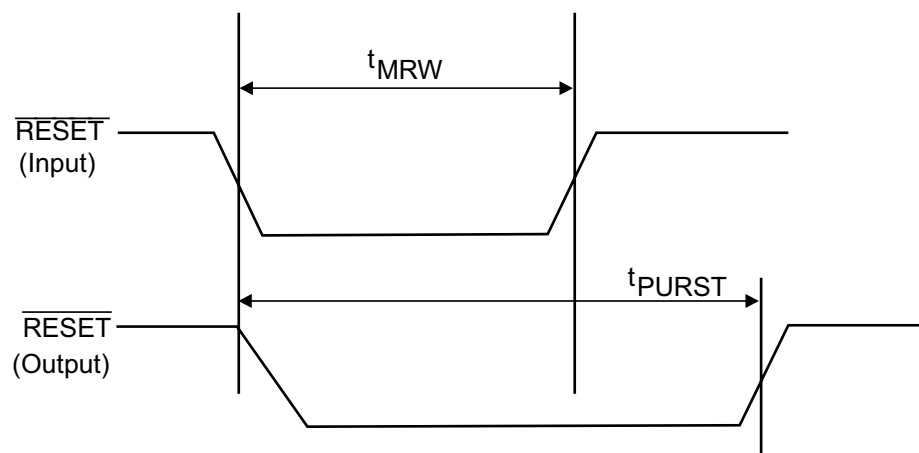 tMRW
RESET
(Input)
tPURST
RESET
(Output)